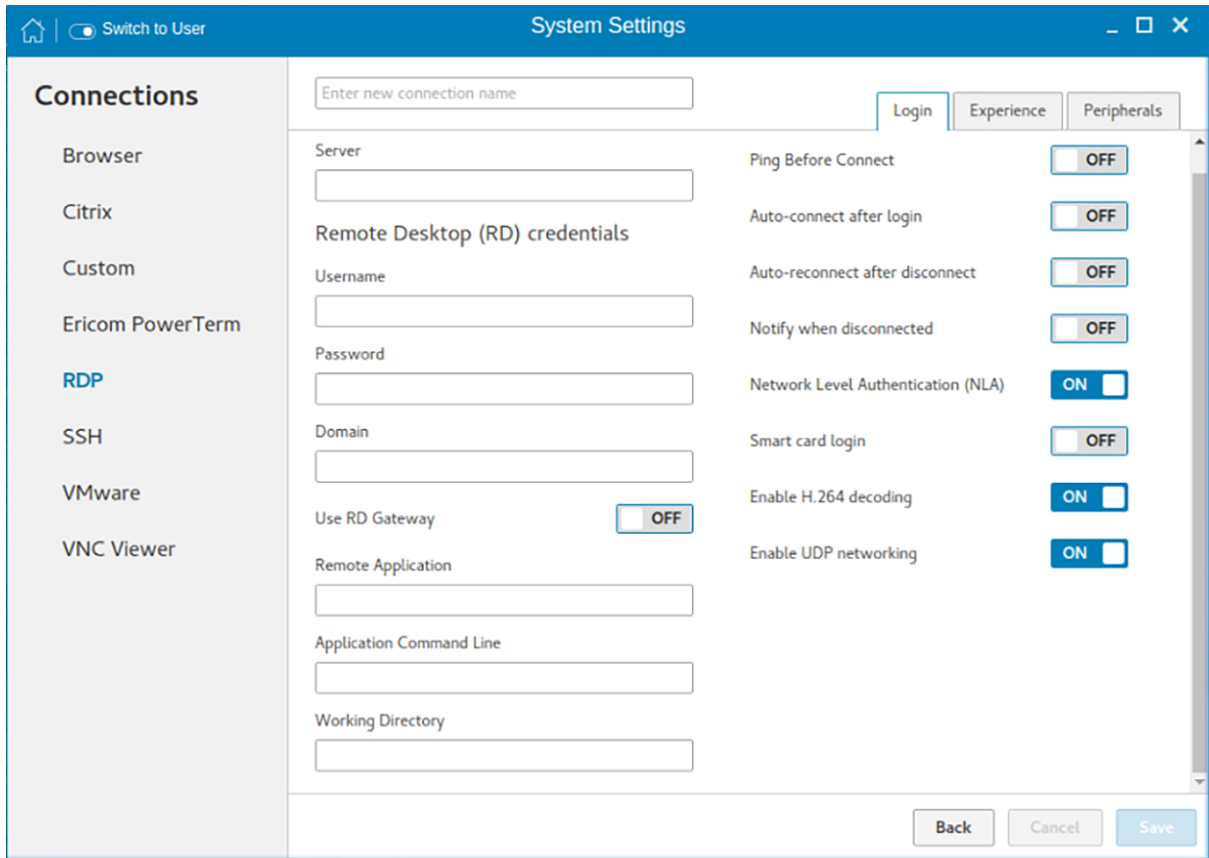 Switch to User
System Settings
Connections
Browser
Citrix
Custom
Ericom PowerTerm
RDP
SSH
VMware
VNC Viewer
Enter new connection name
Login
Experience
Peripherals
Server
Remote Desktop (RD) credentials
Username
Password
Domain
Use RD Gateway
OFF
Remote Application
Application Command Line
Working Directory
Ping Before Connect
OFF
Auto-connect after login
OFF
Auto-reconnect after disconnect
OFF
Notify when disconnected
OFF
Network Level Authentication (NLA)
ON
Smart card login
OFF
Enable H.264 decoding
ON
Enable UDP networking
ON
Back
Cancel
Save